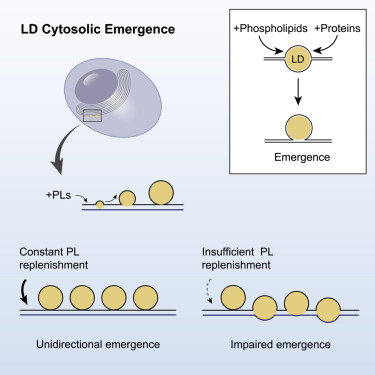 LD Cytosolic Emergence
+Phospholipids +Proteins
LD
Emergence
+PLs
Constant PL
replenishment
Insufficient PL
replenishment
Unidirectional emergence
Impaired emergence